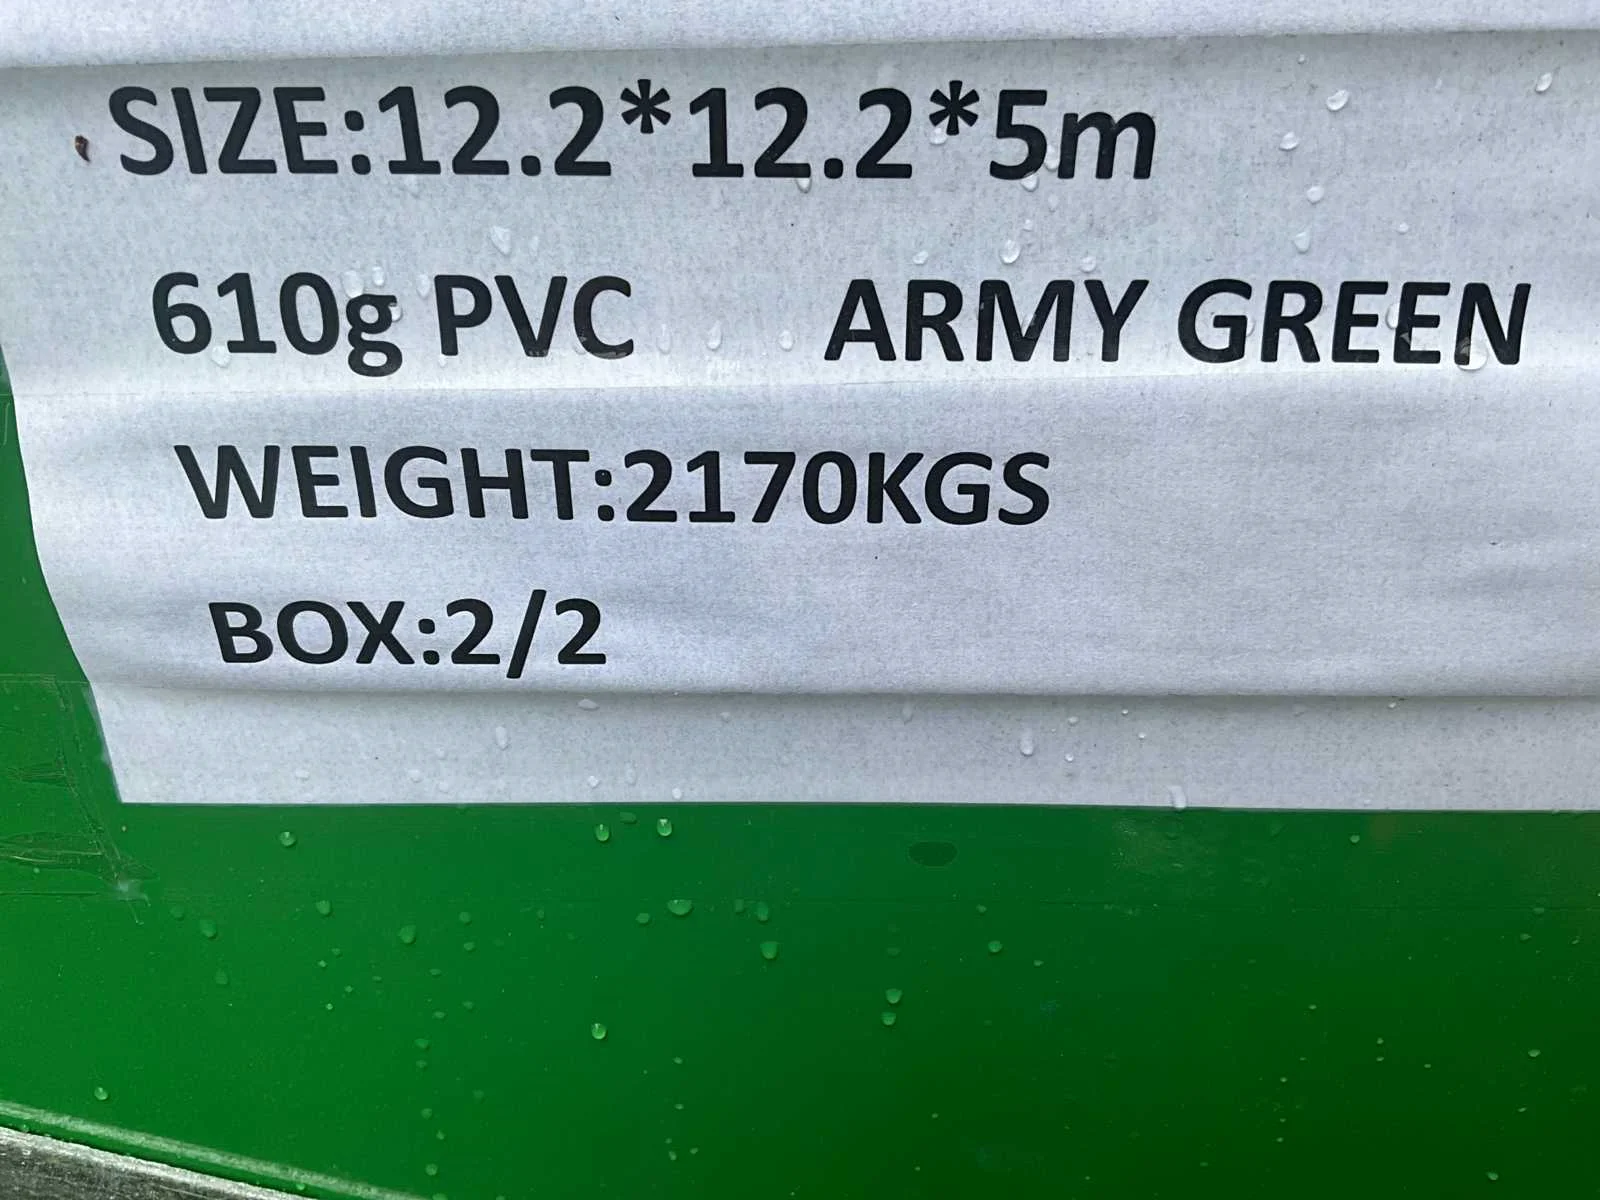 SIZE:12.2*12.2*5m
610g PVC ARMY GREEN
WEIGHT:2170KGS
BOX:2/2